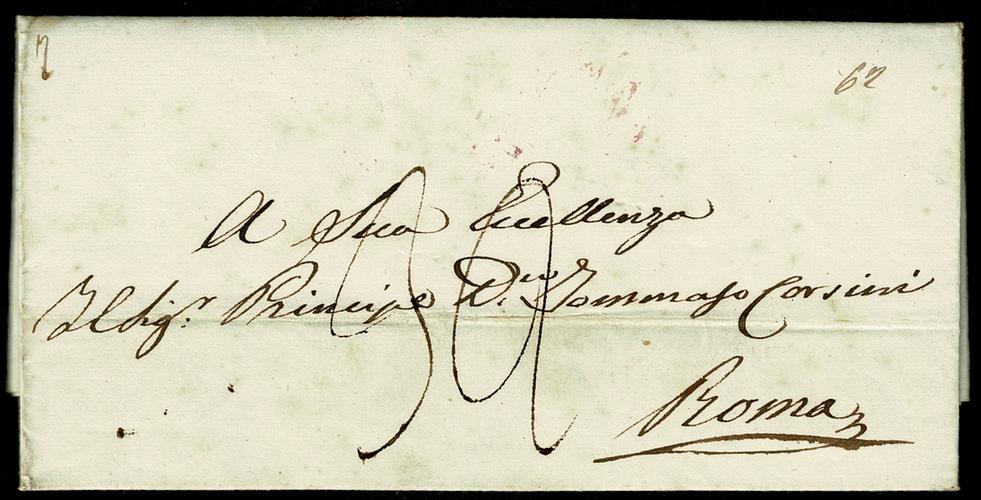 62
A Sua Eccellenza
Il Sig.r Principe D.n Tommaso Corsini
Roma